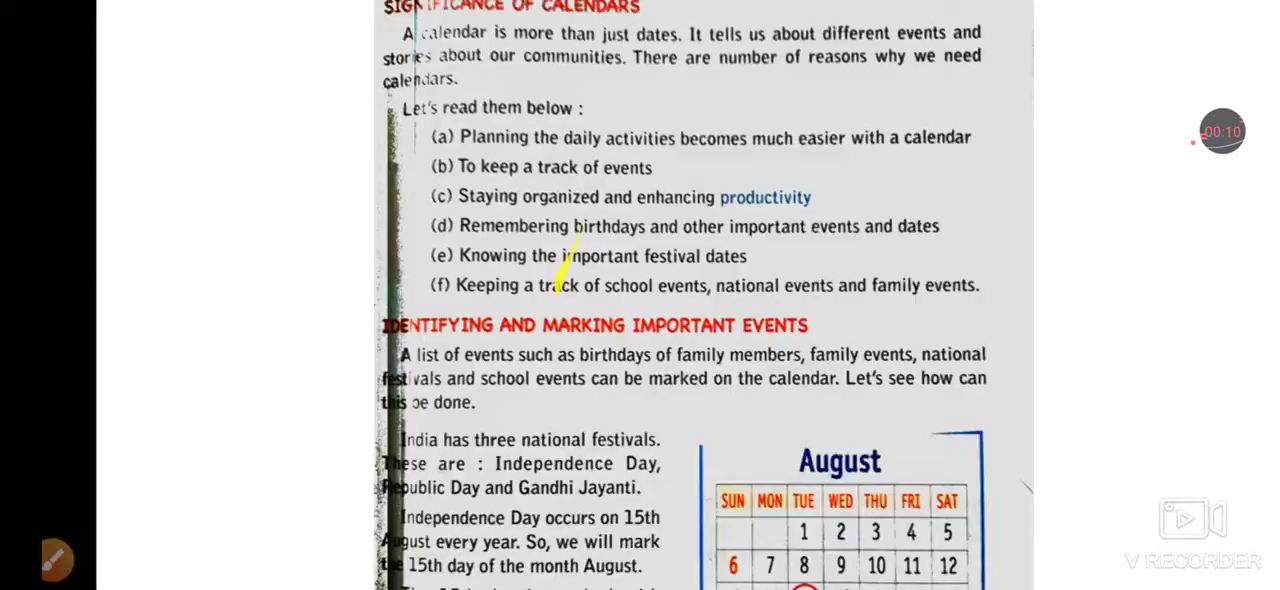 SIGNIFICANCE OF CALENDARS
A calendar is more than just dates. It tells us about different events and
stories about our communities. There are number of reasons why we need
calendars.
Let's read them below :
(a) Planning the daily activities becomes much easier with a calendar
(b) To keep a track of events
(c) Staying organized and enhancing productivity
(d) Remembering birthdays and other important events and dates
(e) Knowing the important festival dates
(f) Keeping a track of school events, national events and family events.
IDENTIFYING AND MARKING IMPORTANT EVENTS
A list of events such as birthdays of family members, family events, national
festivals and school events can be marked on the calendar. Let's see how can
this be done.
India has three national festivals.
These are : Independence Day,
Republic Day and Gandhi Jayanti.
Independence Day occurs on 15th
August every year. So, we will mark
the 15th day of the month August.
August
SUN MON TUE WED THU FRI SAT
1 2 3 4 5
6 7 8 9 10 11 12
00:10
V RECORDER